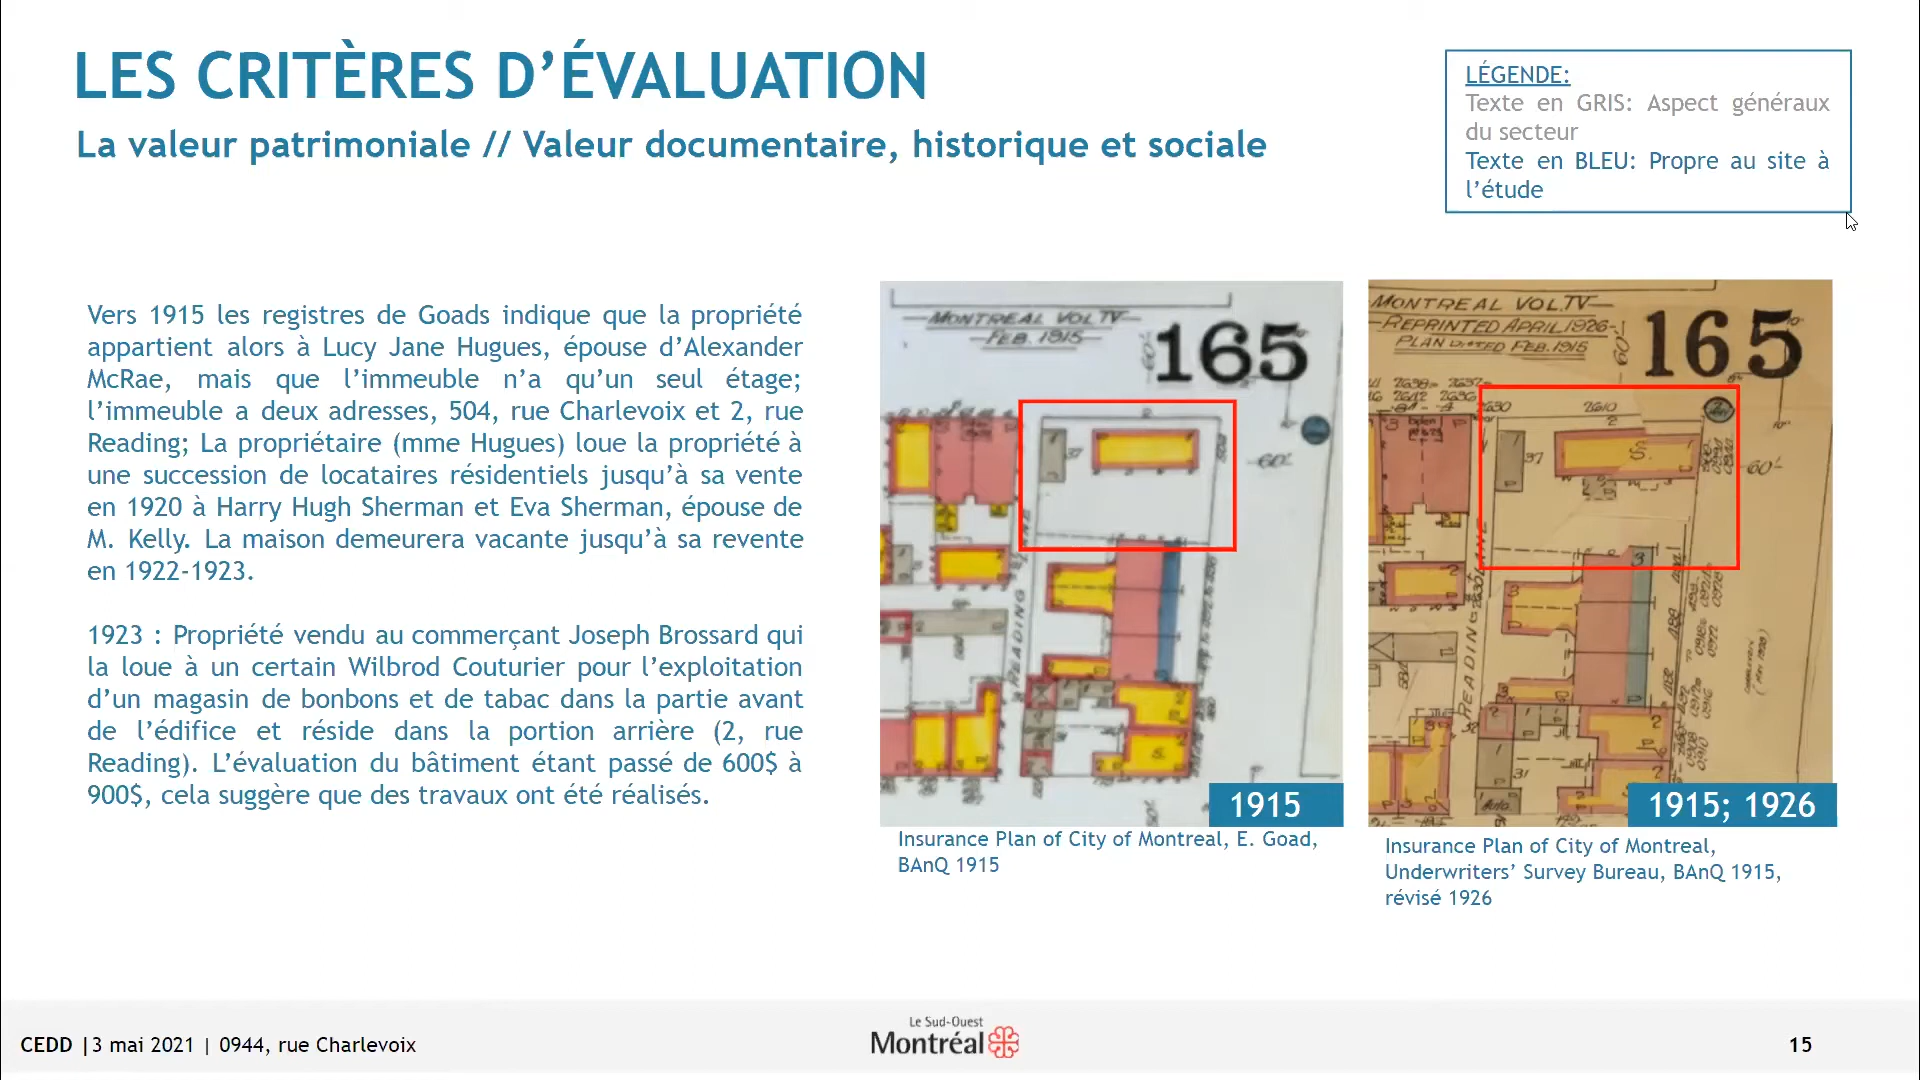 LES CRITÈRES D’ÉVALUATION
La valeur patrimoniale // Valeur documentaire, historique et sociale
LÉGENDE:
Texte en GRIS: Aspect généraux
du secteur
Texte en BLEU: Propre au site à
l’étude
Vers 1915 les registres de Goads indique que la propriété
appartient alors à Lucy Jane Hugues, épouse d’Alexander
McRae, mais que l’immeuble n’a qu’un seul étage;
l’immeuble a deux adresses, 504, rue Charlevoix et 2, rue
Reading; La propriétaire (mme Hugues) loue la propriété à
une succession de locataires résidentiels jusqu’à sa vente
en 1920 à Harry Hugh Sherman et Eva Sherman, épouse de
M. Kelly. La maison demeurera vacante jusqu’à sa revente
en 1922-1923.
1923 : Propriété vendu au commerçant Joseph Brossard qui
la loue à un certain Wilbrod Couturier pour l’exploitation
d’un magasin de bonbons et de tabac dans la partie avant
de l’édifice et réside dans la portion arrière (2, rue
Reading). L’évaluation du bâtiment étant passé de 600$ à
900$, cela suggère que des travaux ont été réalisés.
MONTREAL VOL. IV
FEB. 1915
165
60'
READING
1915
Insurance Plan of City of Montreal, E. Goad,
BAnQ 1915
MONTREAL VOL. IV
REPRINTED APRIL 1926
PLAN DATED FEB. 1915
165
2630
2610
37
S.
60'
READING LANE
Auto.
1915; 1926
Insurance Plan of City of Montreal,
Underwriters’ Survey Bureau, BAnQ 1915,
révisé 1926
CEDD |3 mai 2021 | 0944, rue Charlevoix
Le Sud-Ouest
Montréal
15